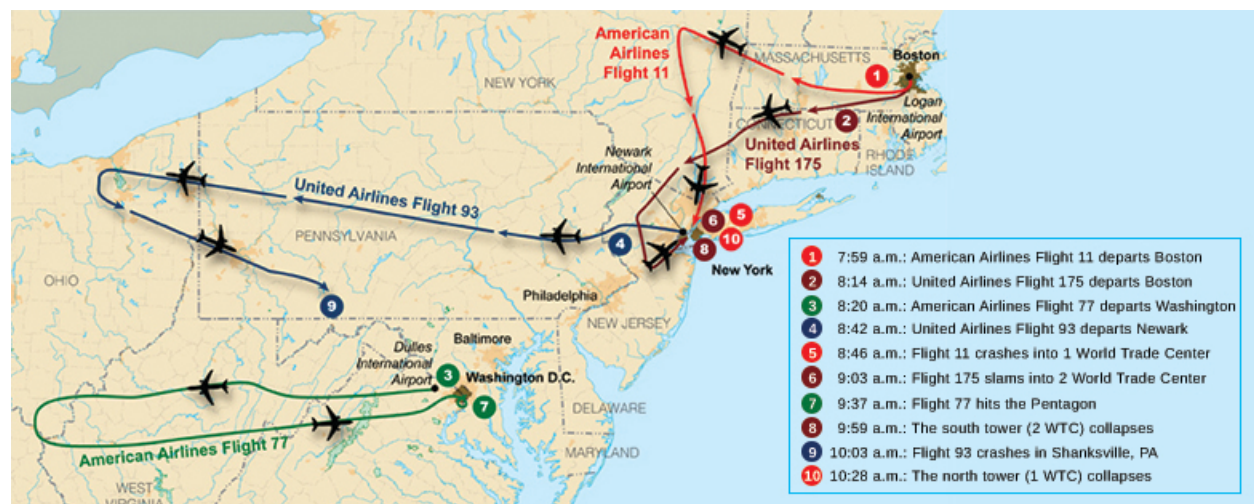 American
Airlines
Flight 11
MASSACHUSETTS
Boston
1
NEW YORK
Logan
International
Airport
2
CONNECTICUT
United Airlines
Flight 175
RHODE
ISLAND
Newark
International
Airport
United Airlines Flight 93
PENNSYLVANIA
4
6
5
8
10
New York
OHIO
9
Philadelphia
NEW JERSEY
Baltimore
Dulles
International
Airport
3
Washington D.C.
7
DELAWARE
MARYLAND
American Airlines Flight 77
WEST
VIRGINIA
1 7:59 a.m.: American Airlines Flight 11 departs Boston
2 8:14 a.m.: United Airlines Flight 175 departs Boston
3 8:20 a.m.: American Airlines Flight 77 departs Washington
4 8:42 a.m.: United Airlines Flight 93 departs Newark
5 8:46 a.m.: Flight 11 crashes into 1 World Trade Center
6 9:03 a.m.: Flight 175 slams into 2 World Trade Center
7 9:37 a.m.: Flight 77 hits the Pentagon
8 9:59 a.m.: The south tower (2 WTC) collapses
9 10:03 a.m.: Flight 93 crashes in Shanksville, PA
10 10:28 a.m.: The north tower (1 WTC) collapses